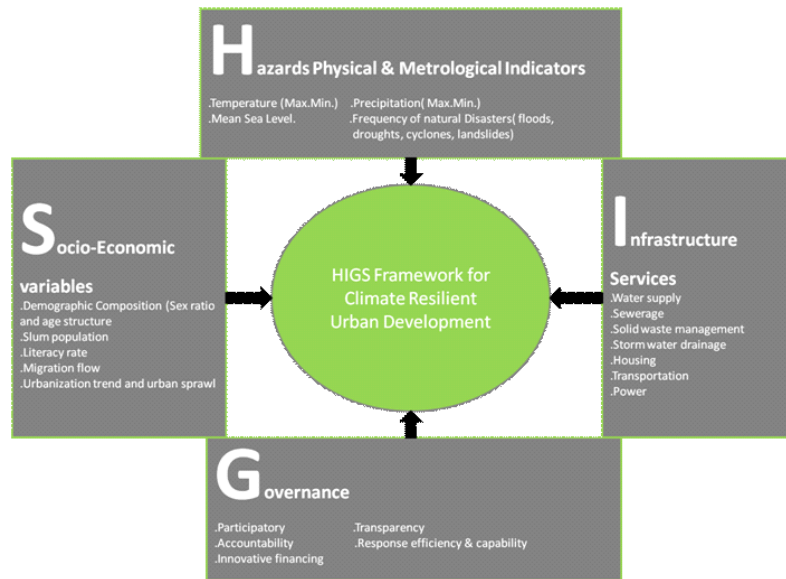 Hazards Physical & Metrological Indicators
.Temperature (Max.Min.)
.Mean Sea Level.
.Precipitation( Max.Min.)
.Frequency of natural Disasters( floods,
droughts, cyclones, landslides)
Socio-Economic
variables
.Demographic Composition (Sex ratio
and age structure
.Slum population
.Literacy rate
.Migration flow
.Urbanization trend and urban sprawl
HIGS Framework for
Climate Resilient
Urban Development
Infrastructure
Services
.Water supply
.Sewerage
.Solid waste management
.Storm water drainage
.Housing
.Transportation
.Power
Governance
.Participatory
.Accountability
.Innovative financing
.Transparency
.Response efficiency & capability